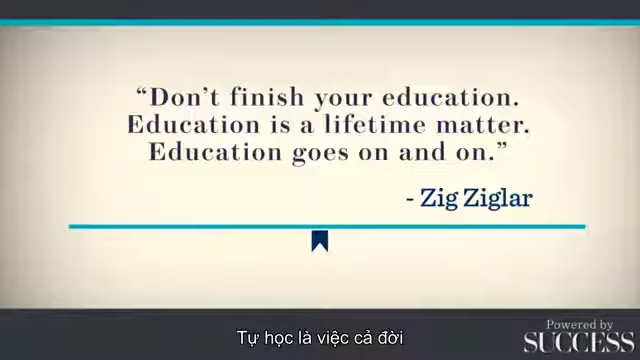 “Don’t finish your education.
Education is a lifetime matter.
Education goes on and on.”
- Zig Ziglar
Tự học là việc cả đời
Powered by
SUCCESS